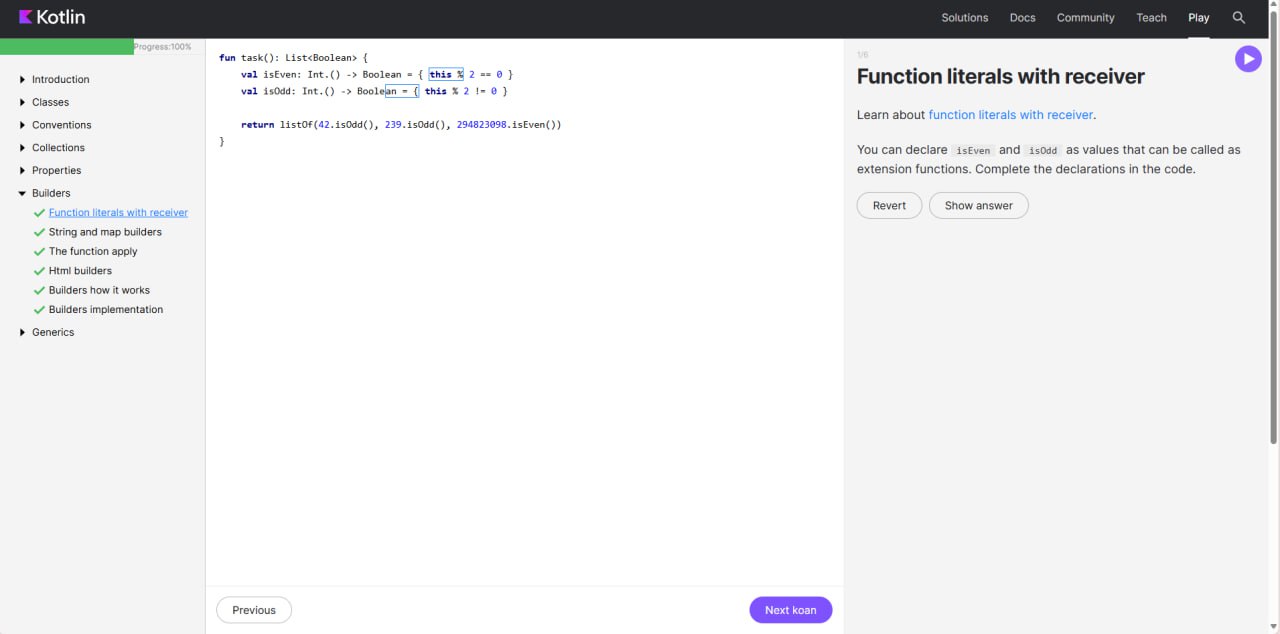 Kotlin
Solutions Docs Community Teach Play
Progress:100%
Introduction
Classes
Conventions
Collections
Properties
Builders
Function literals with receiver
String and map builders
The function apply
Html builders
Builders how it works
Builders implementation
Generics
fun task(): List<Boolean> {
    val isEven: Int.() -> Boolean = { this % 2 == 0 }
    val isOdd: Int.() -> Boolean = { this % 2 != 0 }
    return listOf(42.isOdd(), 239.isOdd(), 294823098.isEven())
}
Previous
Next koan
1/6
Function literals with receiver
Learn about function literals with receiver.
You can declare isEven and isOdd as values that can be called as
extension functions. Complete the declarations in the code.
Revert
Show answer